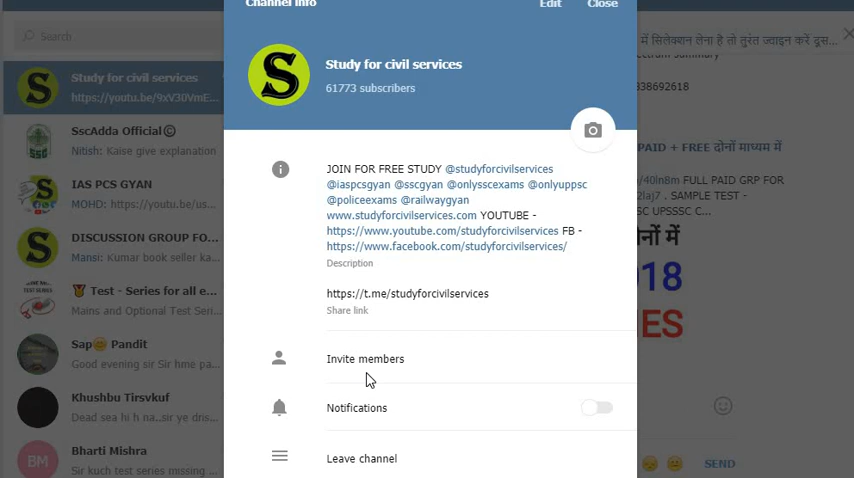 Channel info
Edit
Close
Search
Study for civil services
https://youtu.be/9xV30VmE...
SscAdda Official©
Nitish: Kaise give explanation
IAS PCS GYAN
MOHD: https://youtu.be/us...
DISCUSSION GROUP FO...
Mansi: Kumar book seller ka...
🏅 Test - Series for all e...
Mains and Optional Test Seri...
Sap😊 Pandit
Good evening sir Sir hme pa...
Khushbu Tirsvkuf
Dead sea hi h na..sir ye dris...
BM
Bharti Mishra
Sir kuch test series missing ...
S
Study for civil services
61773 subscribers
JOIN FOR FREE STUDY @studyforcivilservices
@iaspcsgyan @sscgyan @onlysscexams @onlyuppsc
@policeexams @railwaygyan
www.studyforcivilservices.com YOUTUBE -
https://www.youtube.com/studyforcivilservices FB -
https://www.facebook.com/studyforcivilservices/
Description
https://t.me/studyforcivilservices
Share link
Invite members
Notifications
Leave channel
में सिलेक्शन लेना है तो तुरंत ज्वाइन करें दूस...
Summary
338692618
PAID + FREE दोनों माध्यम में
/40ln8m FULL PAID GRP FOR
2laj7 . SAMPLE TEST -
SC UPSSSC C...
नों में
018
IES
SEND